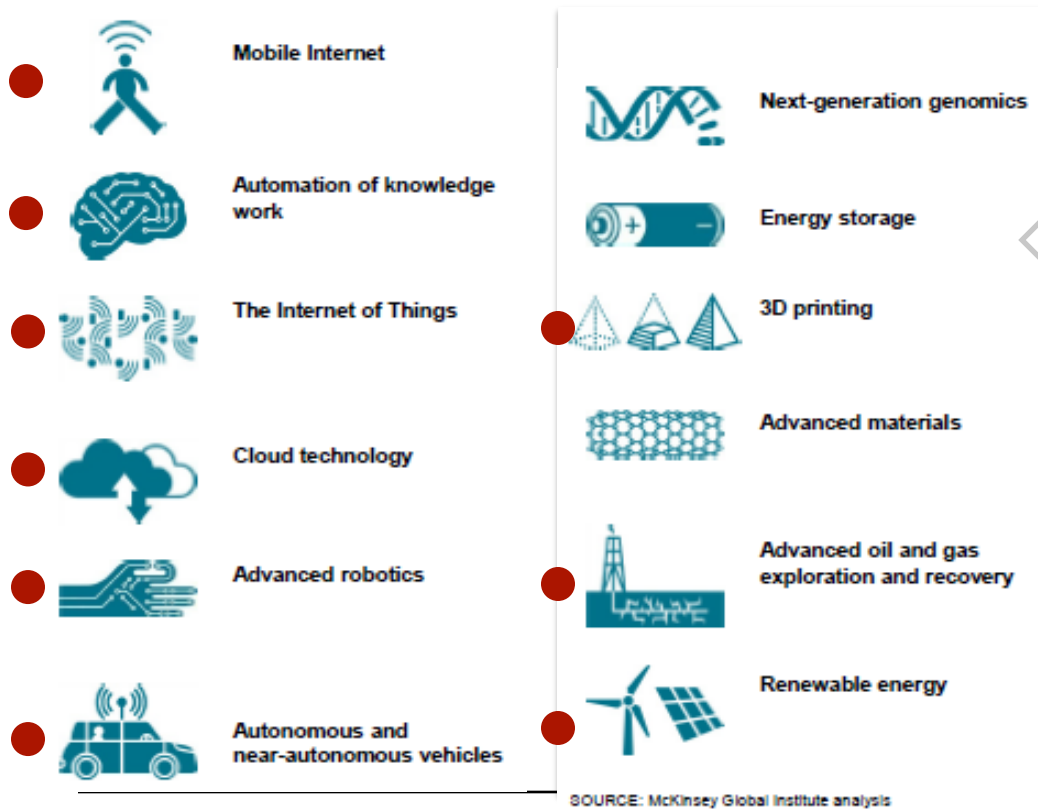 Mobile Internet
Automation of knowledge
work
The Internet of Things
Cloud technology
Advanced robotics
Autonomous and
near-autonomous vehicles
Next-generation genomics
Energy storage
3D printing
Advanced materials
Advanced oil and gas
exploration and recovery
Renewable energy
SOURCE: McKinsey Global Institute analysis